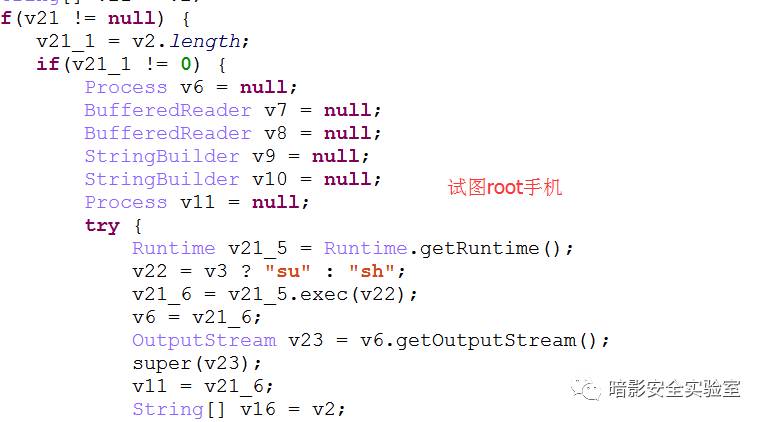 f(v21 != null) {
v21_1 = v2.length;
if(v21_1 != 0) {
Process v6 = null;
BufferedReader v7 = null;
BufferedReader v8 = null;
StringBuilder v9 = null;
StringBuilder v10 = null;
试图root手机
Process v11 = null;
try {
Runtime v21_5 = Runtime.getRuntime();
v22 = v3 ? "su" : "sh";
v21_6 = v21_5.exec(v22);
v6 = v21_6;
OutputStream v23 = v6.getOutputStream();
super(v23);
v11 = v21_6;
String[] v16 = v2;
暗影安全实验室